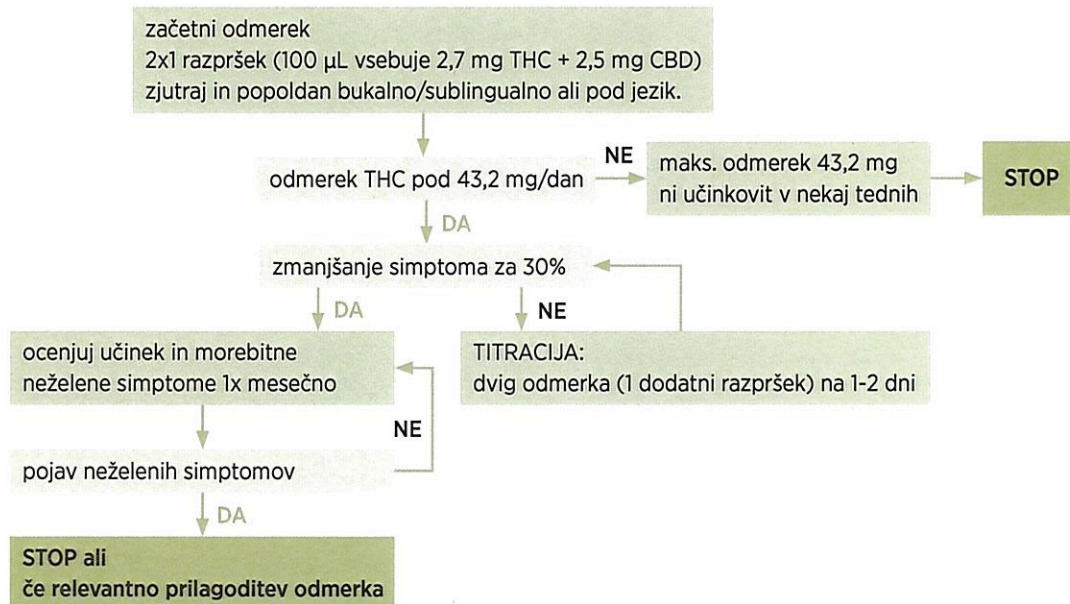 začetni odmerek
2x1 razpršek (100 µL vsebuje 2,7 mg THC + 2,5 mg CBD)
zjutraj in popoldan bukalno/sublingualno ali pod jezik.
odmerek THC pod 43,2 mg/dan
NE
maks. odmerek 43,2 mg
ni učinkovit v nekaj tednih
STOP
DA
zmanjšanje simptoma za 30%
DA
NE
ocenjuj učinek in morebitne
neželene simptome 1x mesečno
TITRACIJA:
dvig odmerka (1 dodatni razpršek) na 1-2 dni
NE
pojav neželenih simptomov
DA
STOP ali
če relevantno prilagoditev odmerka